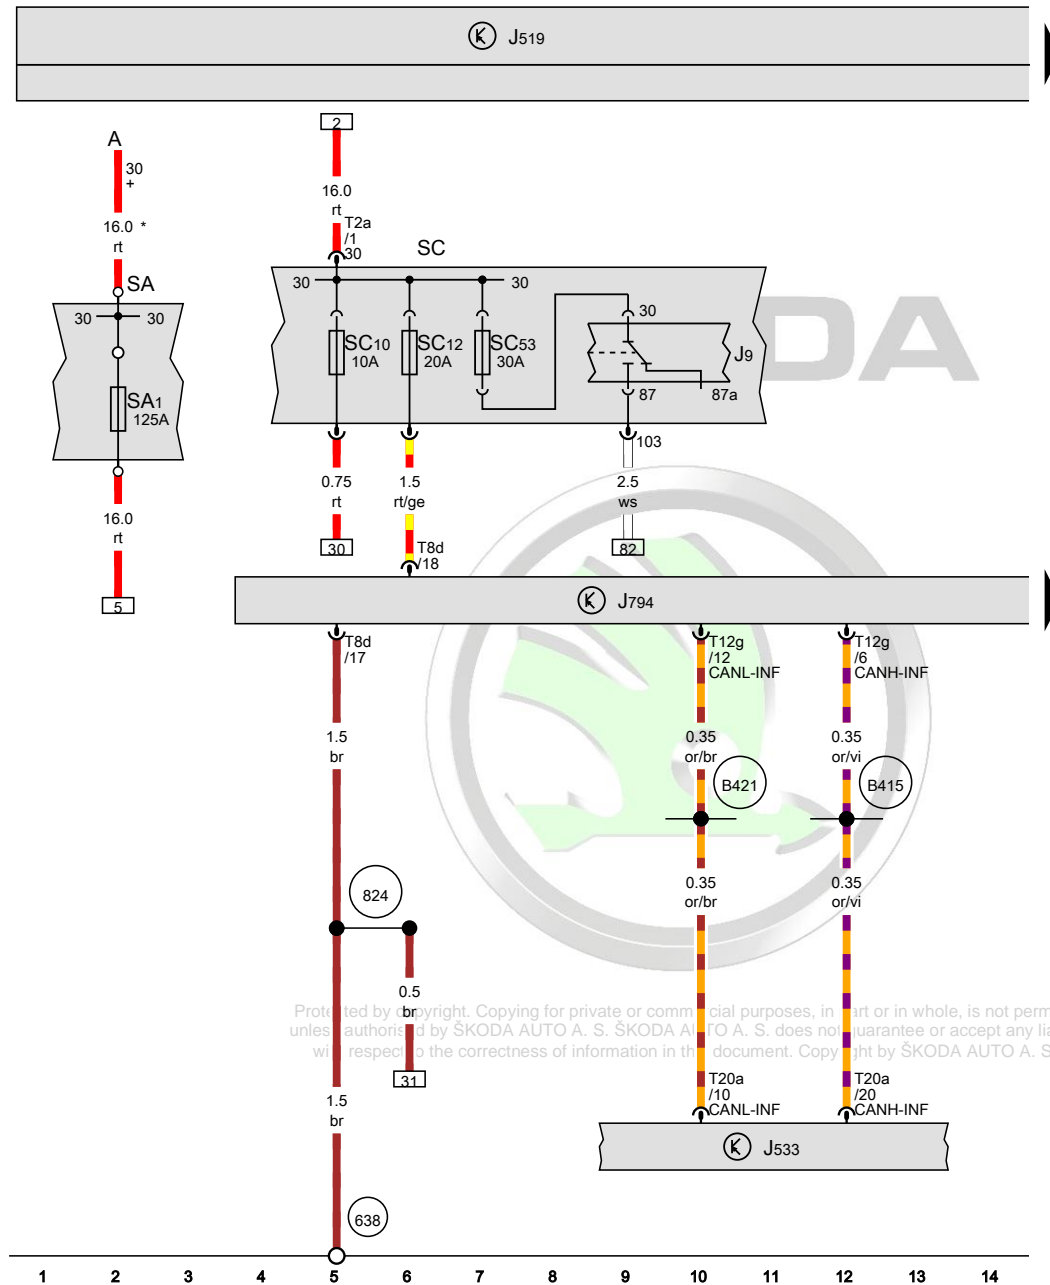 J519
2
A
30
+
16.0 *
rt
16.0
rt
T2a
/1
30
SC
SA
30 30
30 30
30
SC10
10A
SC12
20A
SC53
30A
J9
87
87a
SA1
125A
103
0.75
rt
1.5
rt/ge
2.5
ws
16.0
rt
30
T8d
/18
82
5
J794
T8d
/17
T12g
/12
CANL-INF
T12g
/6
CANH-INF
1.5
br
0.35
or/br
0.35
or/vi
B421
B415
824
0.35
or/br
0.35
or/vi
0.5
br
31
1.5
br
DA
T20a
/10
CANL-INF
T20a
/20
CANH-INF
J533
638
1 2 3 4 5 6 7 8 9 10 11 12 13 14